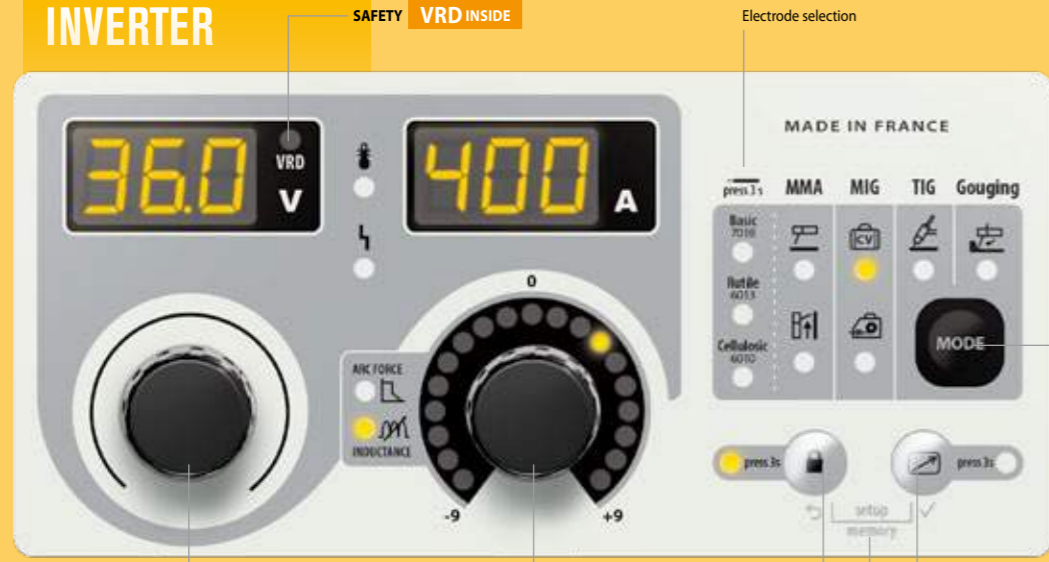 INVERTER
SAFETY VRD INSIDE
Electrode selection
MADE IN FRANCE
36.0 VRD V
400 A
press 3 s MMA MIG TIG Gouging
Basic
7018
CV
Rutile
6013
Cellulosic
6010
MODE
0
ARC FORCE
INDUCTANCE
-9 +9
press 3s
press 3s
setup
memory